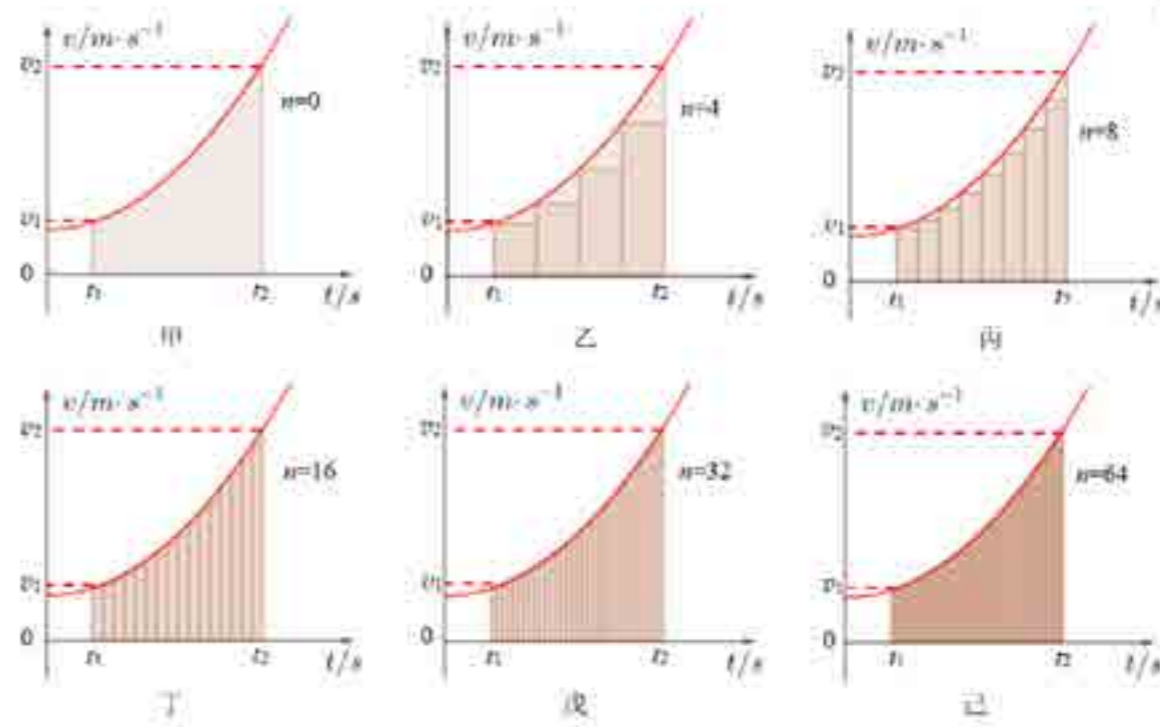 v/m·s⁻¹
v₂
n=0
v₁
0
t₁
t₂
t/s
甲
v/m·s⁻¹
v₂
n=4
v₁
0
t₁
t₂
t/s
乙
v/m·s⁻¹
v₂
n=8
v₁
0
t₁
t₂
t/s
丙
v/m·s⁻¹
v₂
n=16
v₁
0
t₁
t₂
t/s
丁
v/m·s⁻¹
v₂
n=32
v₁
0
t₁
t₂
t/s
戊
v/m·s⁻¹
v₂
n=64
v₁
0
t₁
t₂
t/s
己